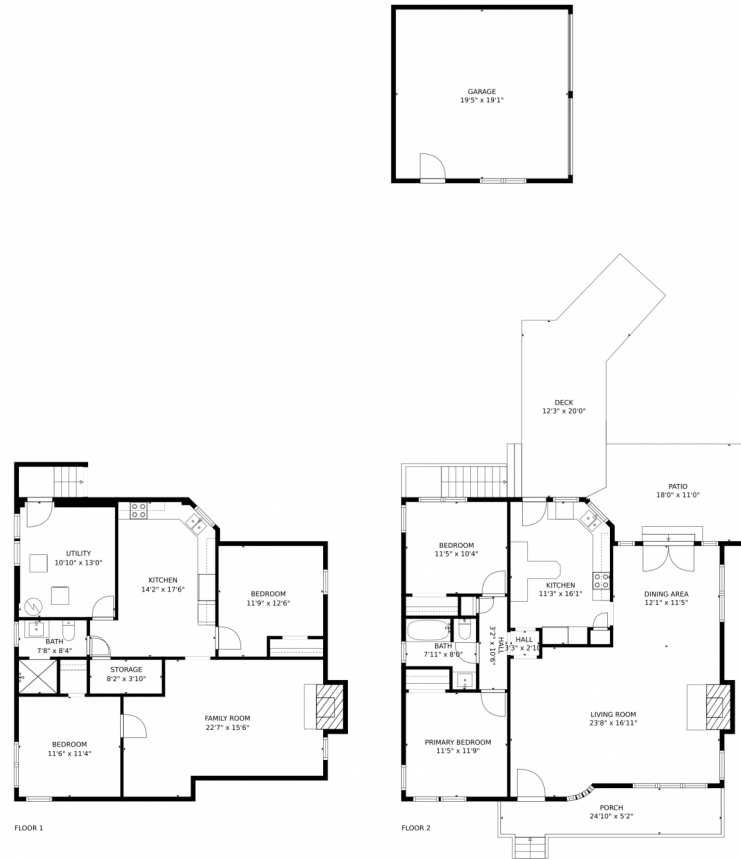 GARAGE
19'5" x 19'1"
DECK
12'3" x 20'0"
PATIO
18'0" x 11'0"
UTILITY
10'10" x 13'0"
KITCHEN
14'2" x 17'6"
BEDROOM
11'9" x 12'6"
BATH
7'8" x 8'4"
STORAGE
8'2" x 3'10"
FAMILY ROOM
22'7" x 15'6"
BEDROOM
11'6" x 11'4"
FLOOR 1
BEDROOM
11'5" x 10'4"
KITCHEN
11'3" x 16'1"
DINING AREA
12'1" x 11'5"
BATH
7'11" x 8'0"
HALL
3'2" x 10'6"
HALL
3'3" x 2'10"
LIVING ROOM
23'8" x 16'11"
PRIMARY BEDROOM
11'5" x 11'9"
PORCH
24'10" x 5'2"
FLOOR 2